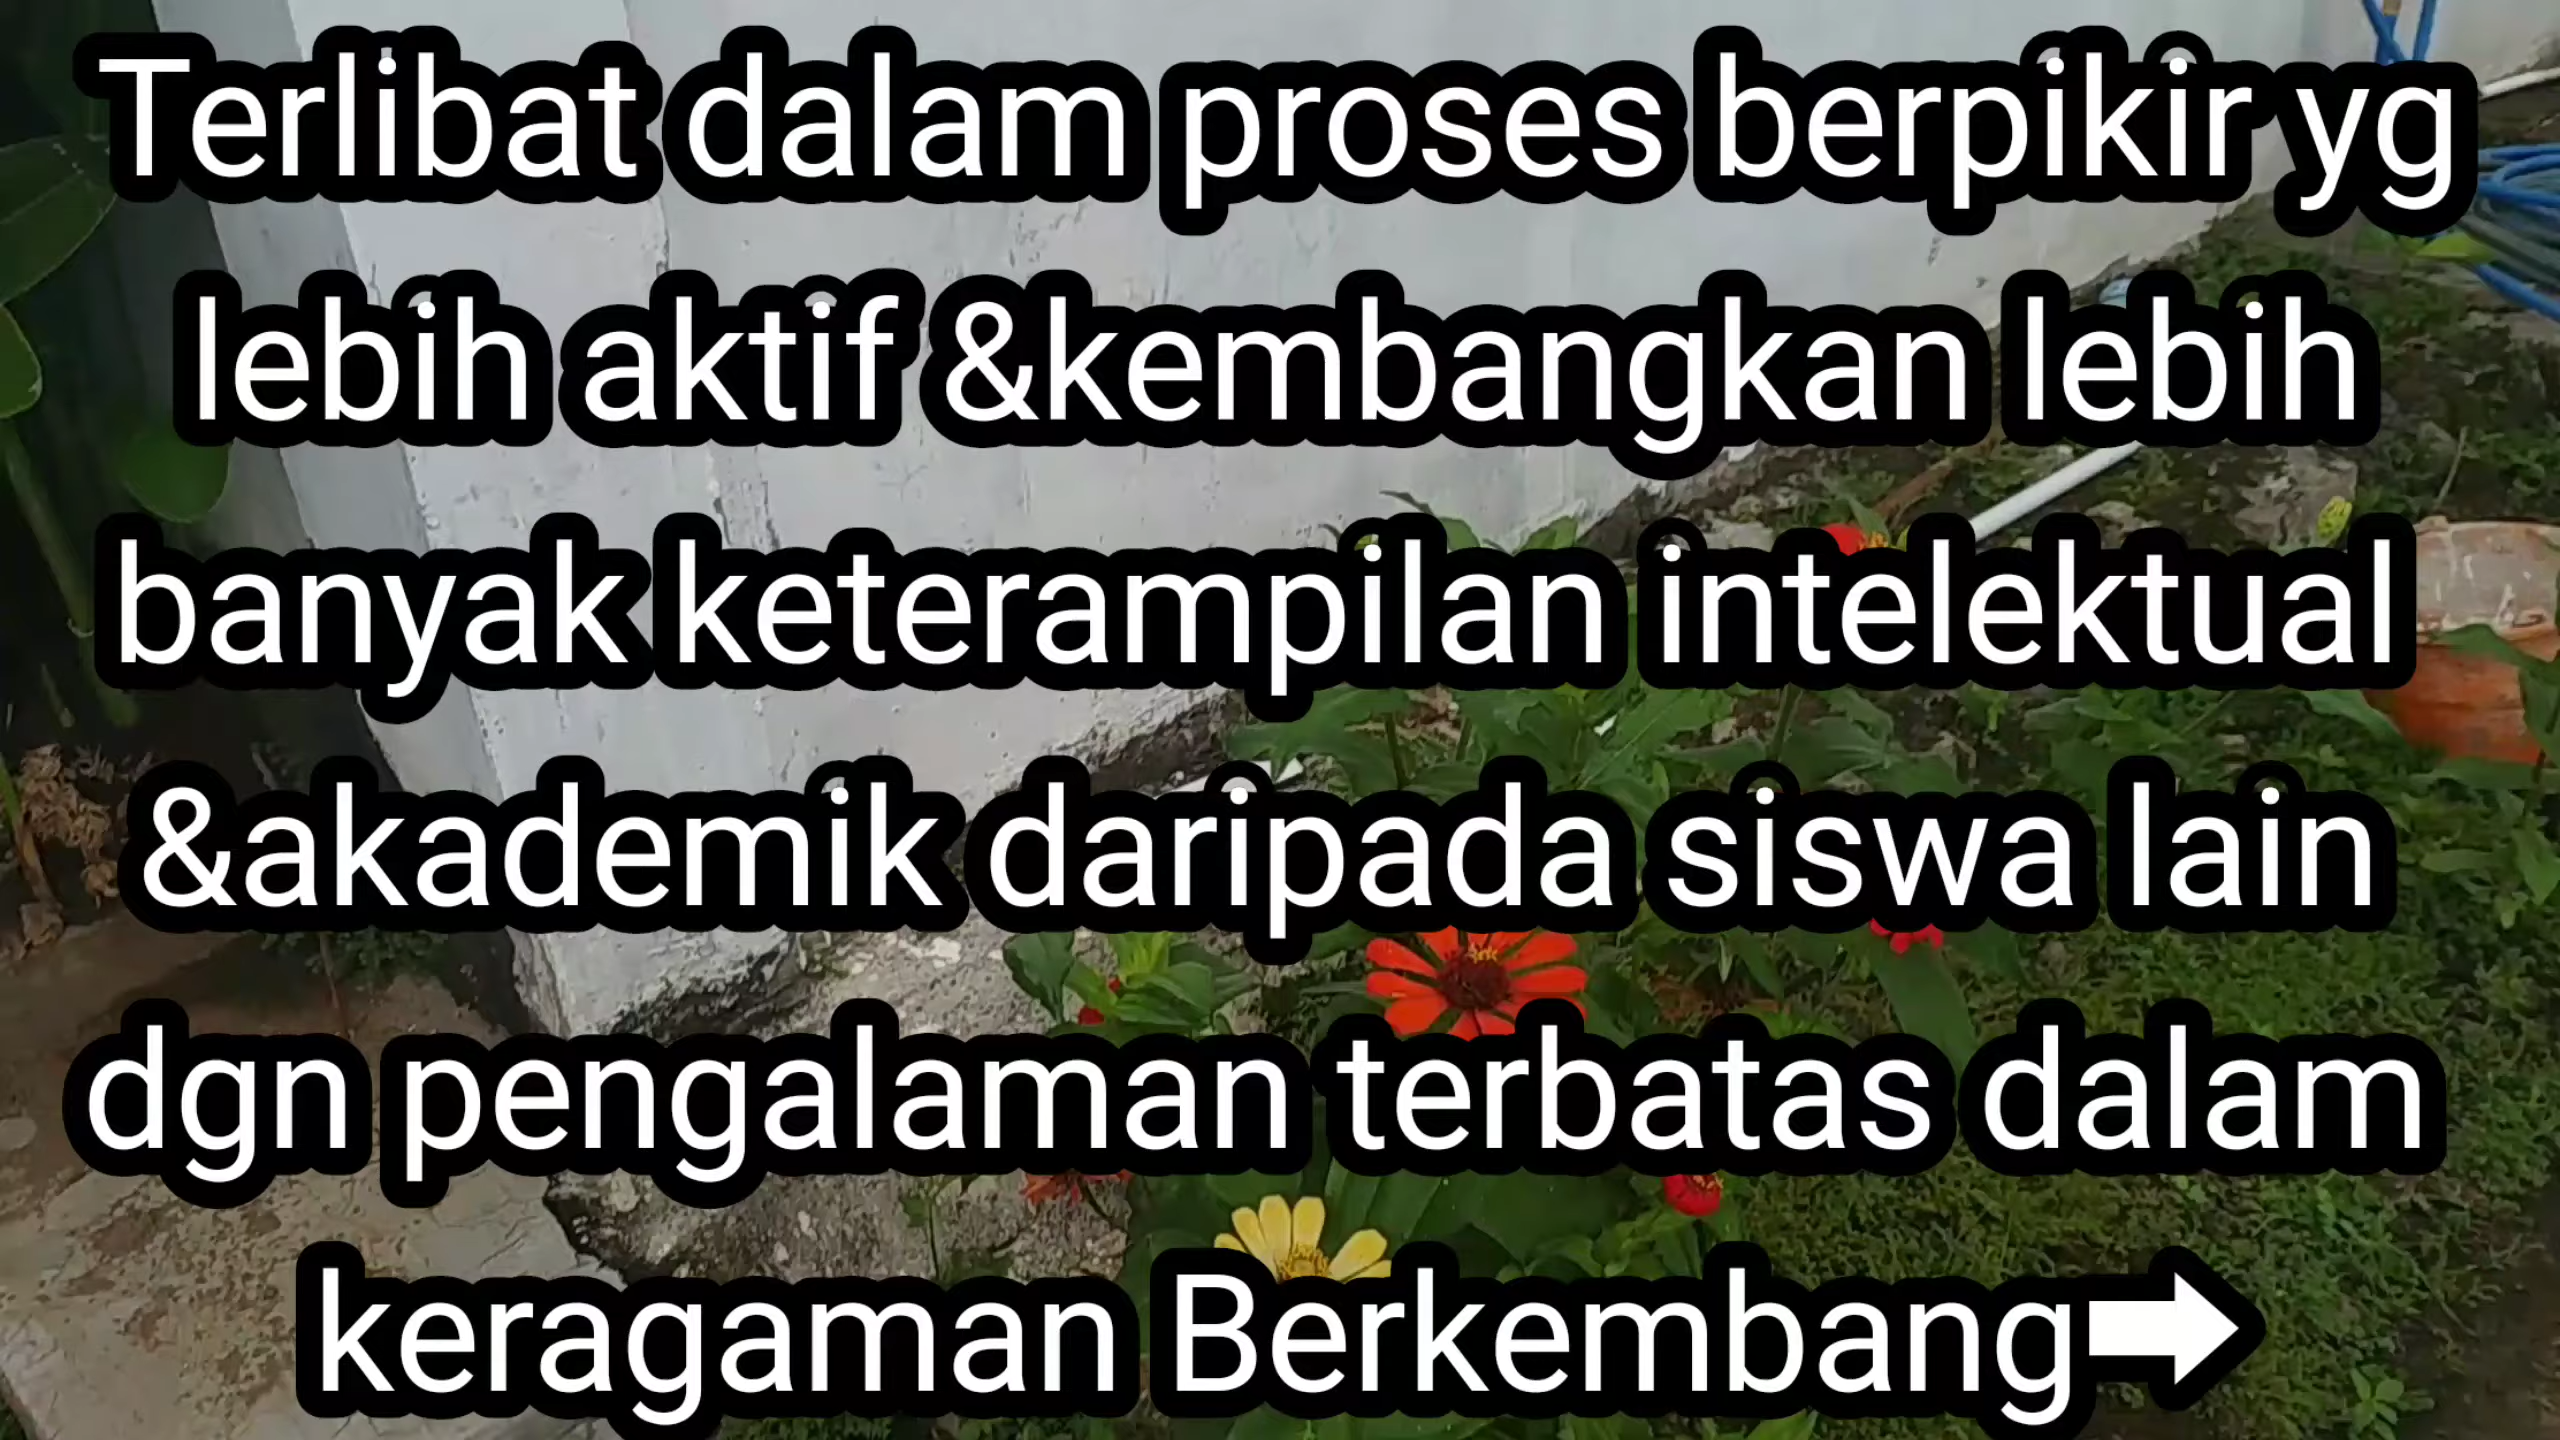 Terlibat dalam proses berpikir yg
lebih aktif &kembangkan lebih
banyak keterampilan intelektual
&akademik daripada siswa lain
dgn pengalaman terbatas dalam
keragaman Berkembang➡